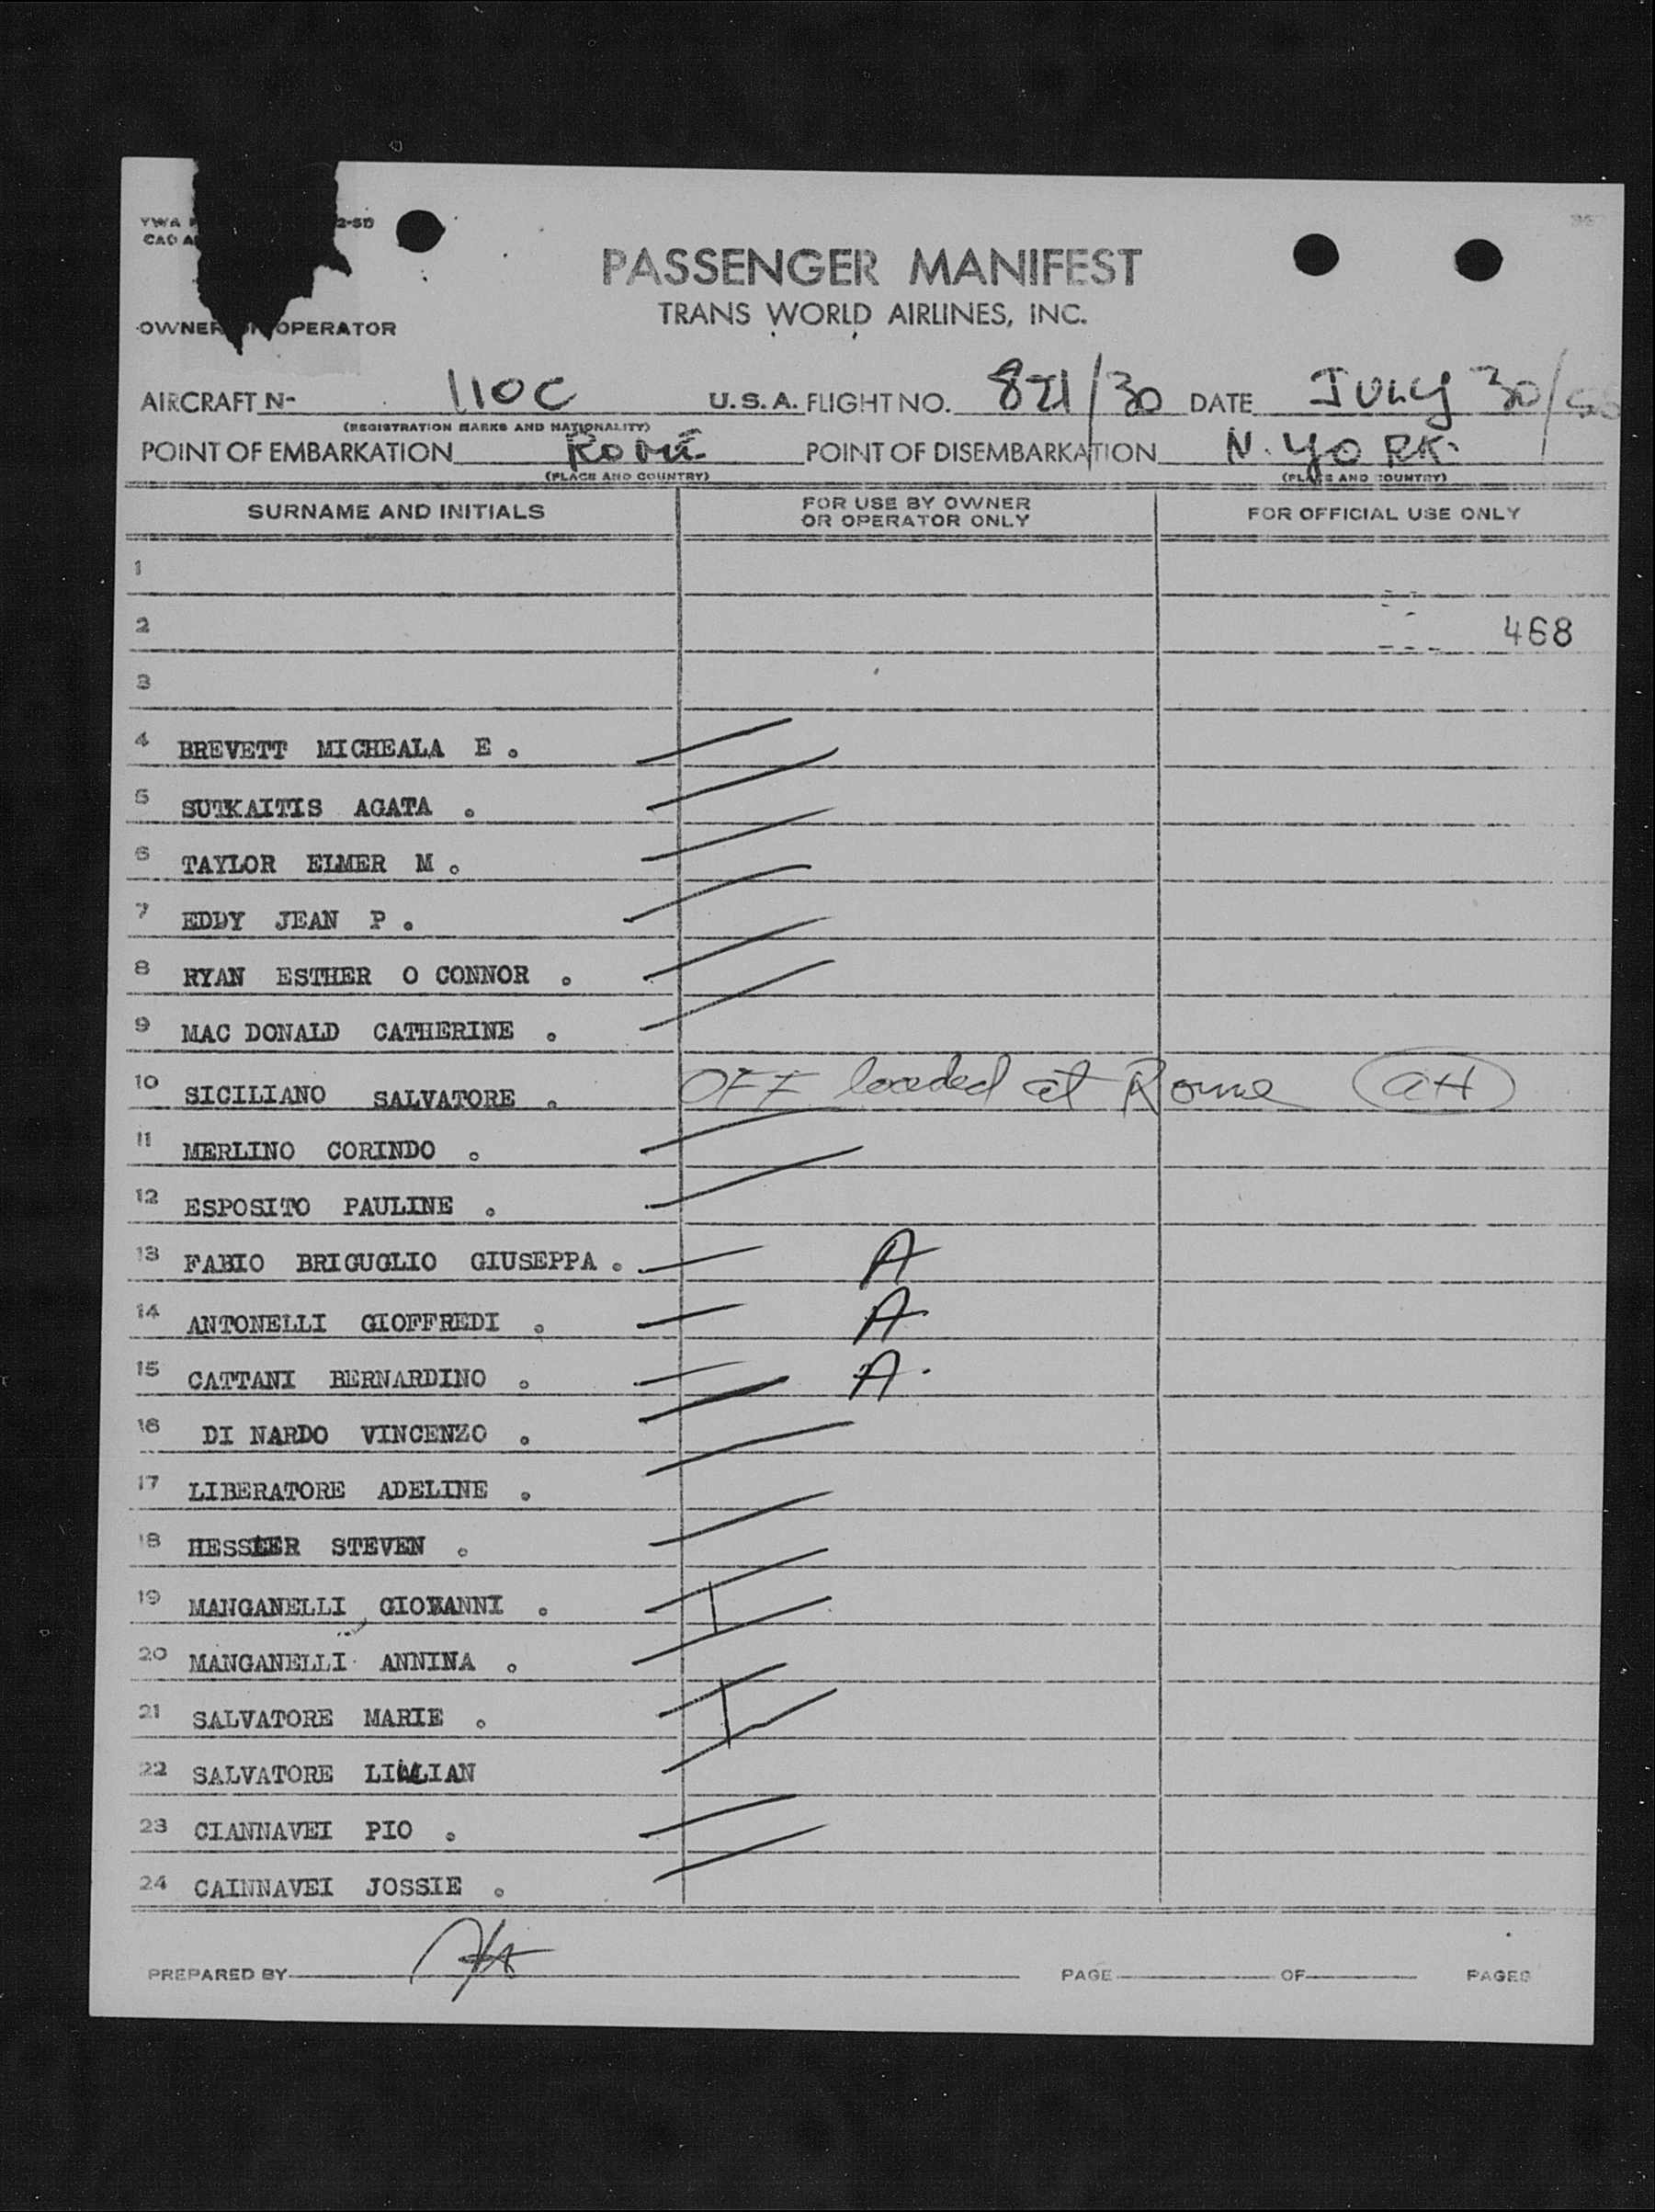 PASSENGER MANIFEST
TRANS WORLD AIRLINES, INC.
OWNER OPERATOR
AIRCRAFT N- 110C U.S.A. FLIGHT NO. 821/30 DATE JULY 30/
(REGISTRATION MARKS AND NATIONALITY)
POINT OF EMBARKATION Rome POINT OF DISEMBARKATION N. YORK.
(PLACE AND COUNTRY) (PLACE AND COUNTRY)
SURNAME AND INITIALS FOR USE BY OWNER OR OPERATOR ONLY FOR OFFICIAL USE ONLY
1
2 468
3
4 BREVETT MICHEALA E .
5 SUTKAITIS AGATA .
6 TAYLOR ELMER M .
7 EDDY JEAN P .
8 RYAN ESTHER O CONNOR .
9 MAC DONALD CATHERINE .
10 SICILIANO SALVATORE . OFF loaded at Rome aH
11 MERLINO CORINDO .
12 ESPOSITO PAULINE .
13 FABIO BRIGUGLIO GIUSEPPA . A
14 ANTONELLI GIOFFREDI . A
15 CATTANI BERNARDINO . A.
16 DI NARDO VINCENZO .
17 LIBERATORE ADELINE .
18 HESSLER STEVEN .
19 MANGANELLI GIOVANNI .
20 MANGANELLI ANNINA .
21 SALVATORE MARIE .
22 SALVATORE LILLIAN
23 CIANNAVEI PIO .
24 CAINNAVEI JOSSIE .
PREPARED BY PAGE OF PAGES